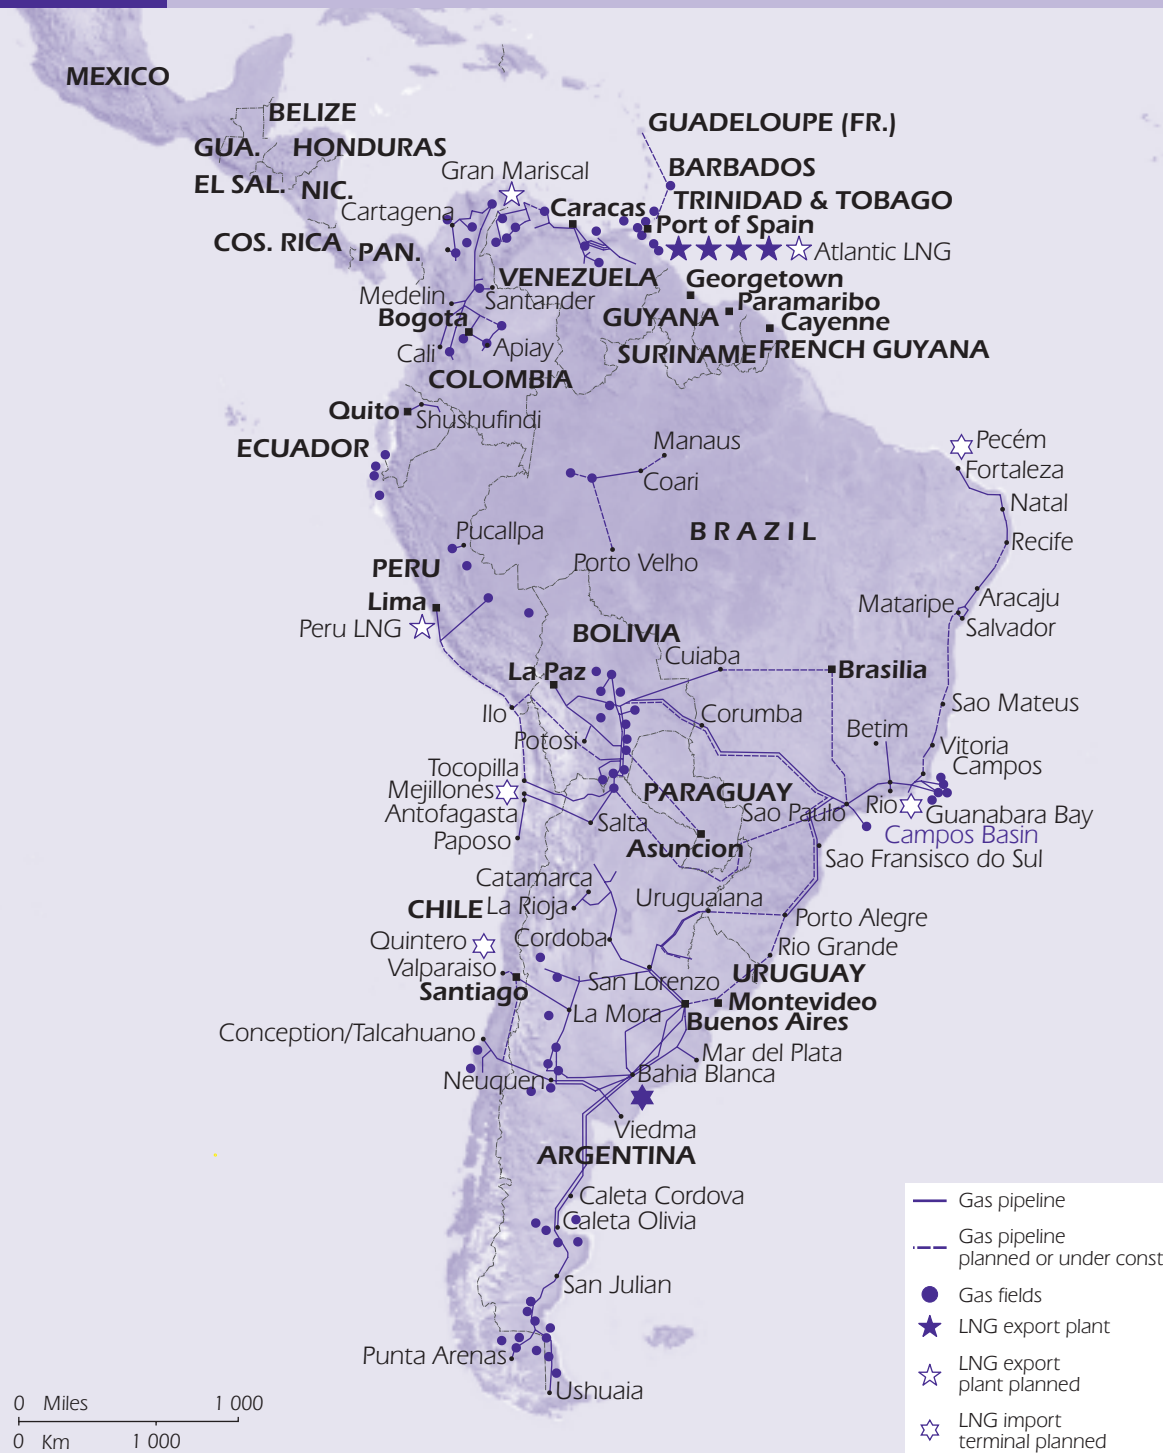 MEXICO
BELIZE
GUADELOUPE (FR.)
GUA.
HONDURAS
BARBADOS
Gran Mariscal
EL SAL.
NIC.
TRINIDAD & TOBAGO
Cartagena
Caracas
Port of Spain
COS. RICA
PAN.
Atlantic LNG
VENEZUELA
Georgetown
Medelin
Santander
Paramaribo
Bogota
GUYANA
Cayenne
Cali
Apiay
SURINAME
FRENCH GUYANA
COLOMBIA
Quito
Shushufindi
ECUADOR
Manaus
Pecém
Coari
Fortaleza
Natal
Pucallpa
BRAZIL
Recife
PERU
Porto Velho
Lima
Mataripe
Aracaju
Peru LNG
BOLIVIA
Salvador
La Paz
Cuiaba
Brasilia
Ilo
Corumba
Sao Mateus
Potosi
Betim
Vitoria
Tocopilla
Campos
Mejillones
PARAGUAY
Antofagasta
Sao Paulo
Rio
Guanabara Bay
Paposo
Salta
Campos Basin
Asuncion
Sao Fransisco do Sul
Catamarca
CHILE
La Rioja
Uruguaiana
Porto Alegre
Quintero
Cordoba
Rio Grande
Valparaiso
San Lorenzo
URUGUAY
Santiago
Montevideo
La Mora
Buenos Aires
Conception/Talcahuano
Mar del Plata
Neuquen
Bahia Blanca
Viedma
ARGENTINA
Caleta Cordova
Caleta Olivia
San Julian
Punta Arenas
Ushuaia
Gas pipeline
Gas pipeline
planned or under const
Gas fields
LNG export plant
LNG export
plant planned
LNG import
terminal planned
0 Miles 1 000
0 Km 1 000